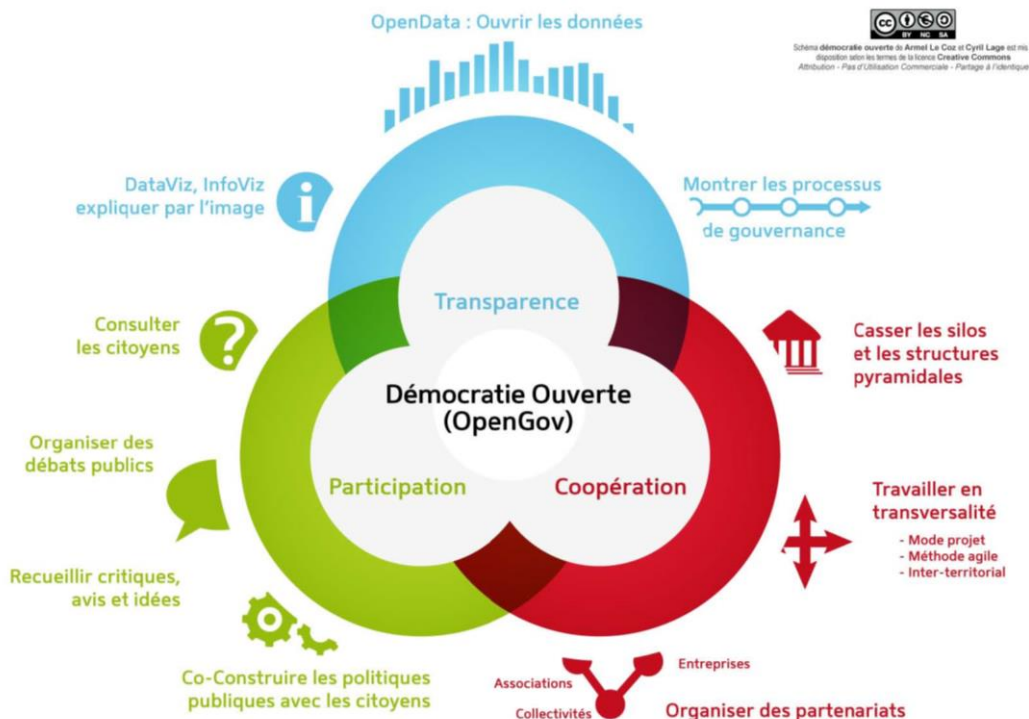 OpenData : Ouvrir les données
CC BY NC SA
Schéma démocratie ouverte de Armel Le Coz et Cyril Lage est mis
disposition selon les termes de la licence Creative Commons
Attribution - Pas d'Utilisation Commerciale - Partage à l'identique
DataViz, InfoViz
expliquer par l'image
i
Montrer les processus
de gouvernance
Transparence
Consulter
les citoyens
?
Casser les silos
et les structures
pyramidales
Démocratie Ouverte
(OpenGov)
Organiser des
débats publics
Participation
Coopération
Travailler en
transversalité
- Mode projet
- Méthode agile
- Inter-territorial
Recueillir critiques,
avis et idées
Co-Construire les politiques
publiques avec les citoyens
Associations
Entreprises
Collectivités
Organiser des partenariats